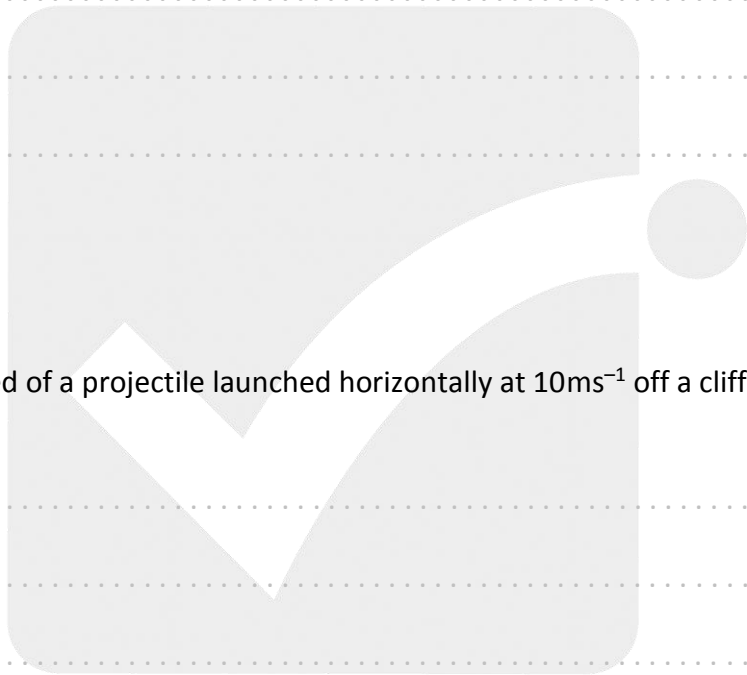 of a projectile launched horizontally at 10ms⁻¹ off a cliff